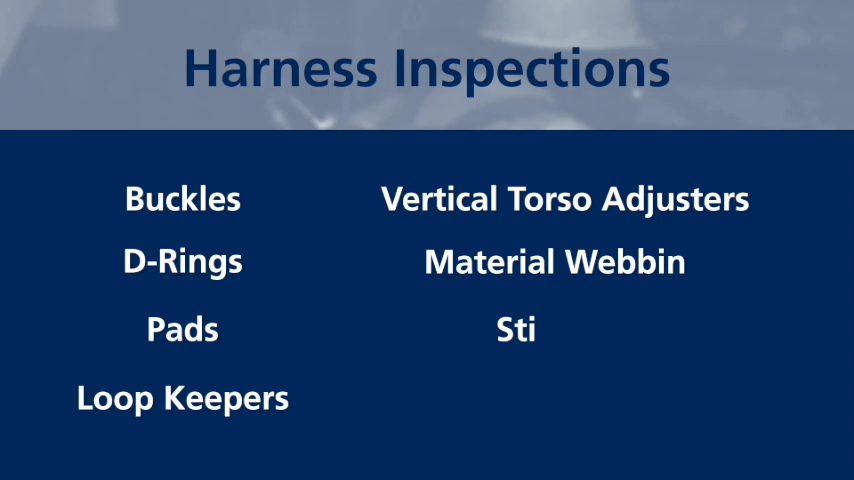 Harness Inspections
Buckles
D-Rings
Pads
Loop Keepers
Vertical Torso Adjusters
Material Webbin
Sti